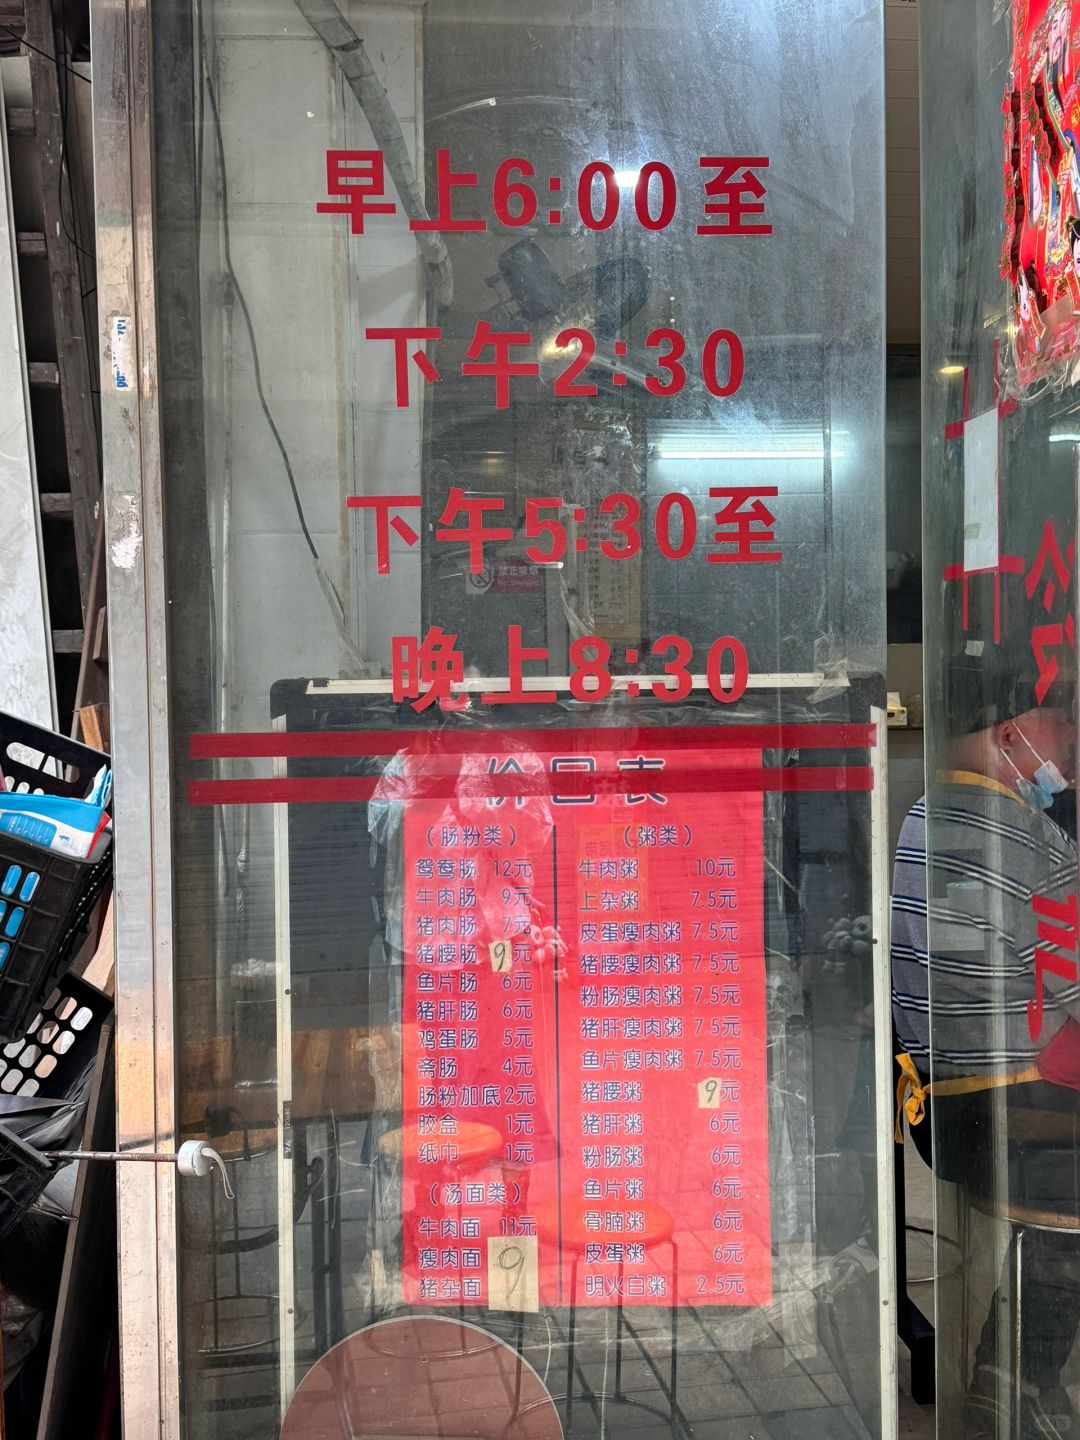 早上6:00至
下午2:30
下午5:30至
晚上8:30
禁止吸烟
价目表
(肠粉类)
鸳鸯肠 12元
牛肉肠 9元
猪肉肠 7元
猪腰肠 9元
鱼片肠 6元
猪肝肠 6元
鸡蛋肠 5元
斋肠 4元
肠粉加底 2元
胶盒 1元
纸巾 1元
(汤面类)
牛肉面 11元
瘦肉面 9
猪杂面
(粥类)
牛肉粥 10元
上杂粥 7.5元
皮蛋瘦肉粥 7.5元
猪腰瘦肉粥 7.5元
粉肠瘦肉粥 7.5元
猪肝瘦肉粥 7.5元
鱼片瘦肉粥 7.5元
猪腰粥 9元
猪肝粥 6元
粉肠粥 6元
鱼片粥 6元
骨腩粥 6元
皮蛋粥 6元
明火白粥 2.5元